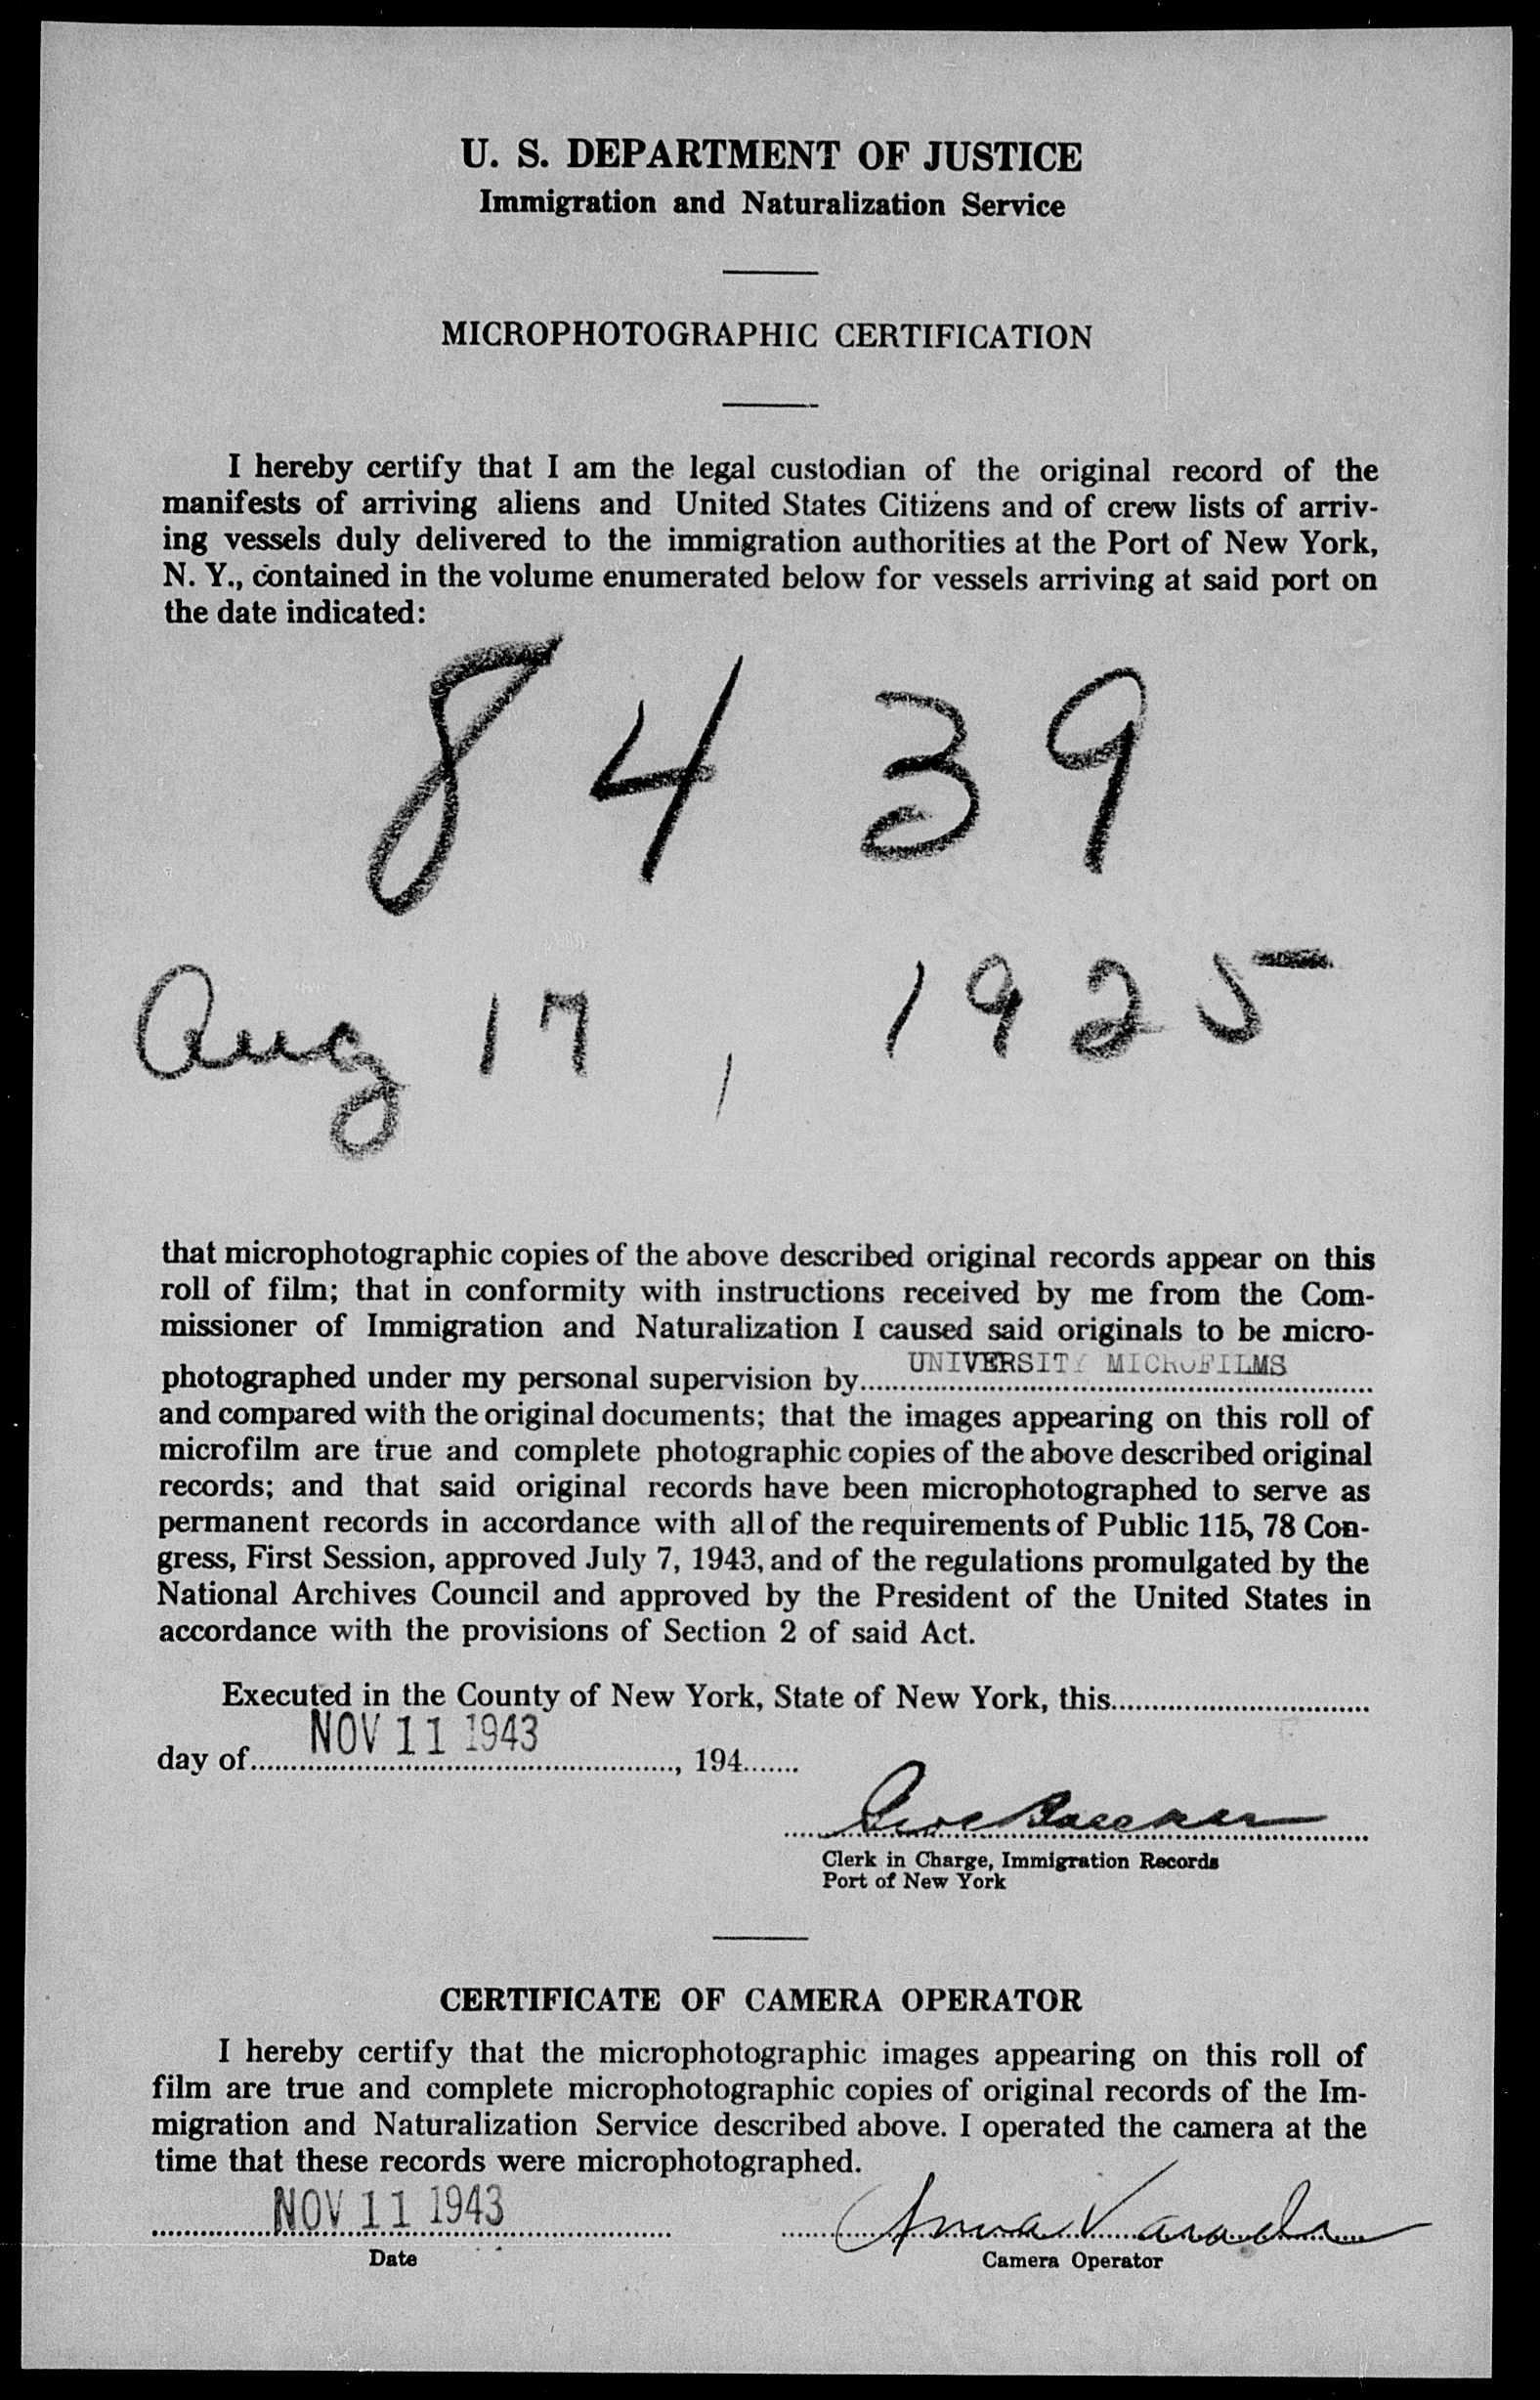 U. S. DEPARTMENT OF JUSTICE
Immigration and Naturalization Service
MICROPHOTOGRAPHIC CERTIFICATION
I hereby certify that I am the legal custodian of the original record of the
manifests of arriving aliens and United States Citizens and of crew lists of arriv-
ing vessels duly delivered to the immigration authorities at the Port of New York,
N. Y., contained in the volume enumerated below for vessels arriving at said port on
the date indicated:
8439
Aug 17, 1925
that microphotographic copies of the above described original records appear on this
roll of film; that in conformity with instructions received by me from the Com-
missioner of Immigration and Naturalization I caused said originals to be micro-
photographed under my personal supervision by UNIVERSITY MICROFILMS
and compared with the original documents; that the images appearing on this roll of
microfilm are true and complete photographic copies of the above described original
records; and that said original records have been microphotographed to serve as
permanent records in accordance with all of the requirements of Public 115, 78 Con-
gress, First Session, approved July 7, 1943, and of the regulations promulgated by the
National Archives Council and approved by the President of the United States in
accordance with the provisions of Section 2 of said Act.
Executed in the County of New York, State of New York, this
day of NOV 11 1943, 194
Clerk in Charge, Immigration Records
Port of New York
CERTIFICATE OF CAMERA OPERATOR
I hereby certify that the microphotographic images appearing on this roll of
film are true and complete microphotographic copies of original records of the Im-
migration and Naturalization Service described above. I operated the camera at the
time that these records were microphotographed.
NOV 11 1943 Anna
Date Camera Operator